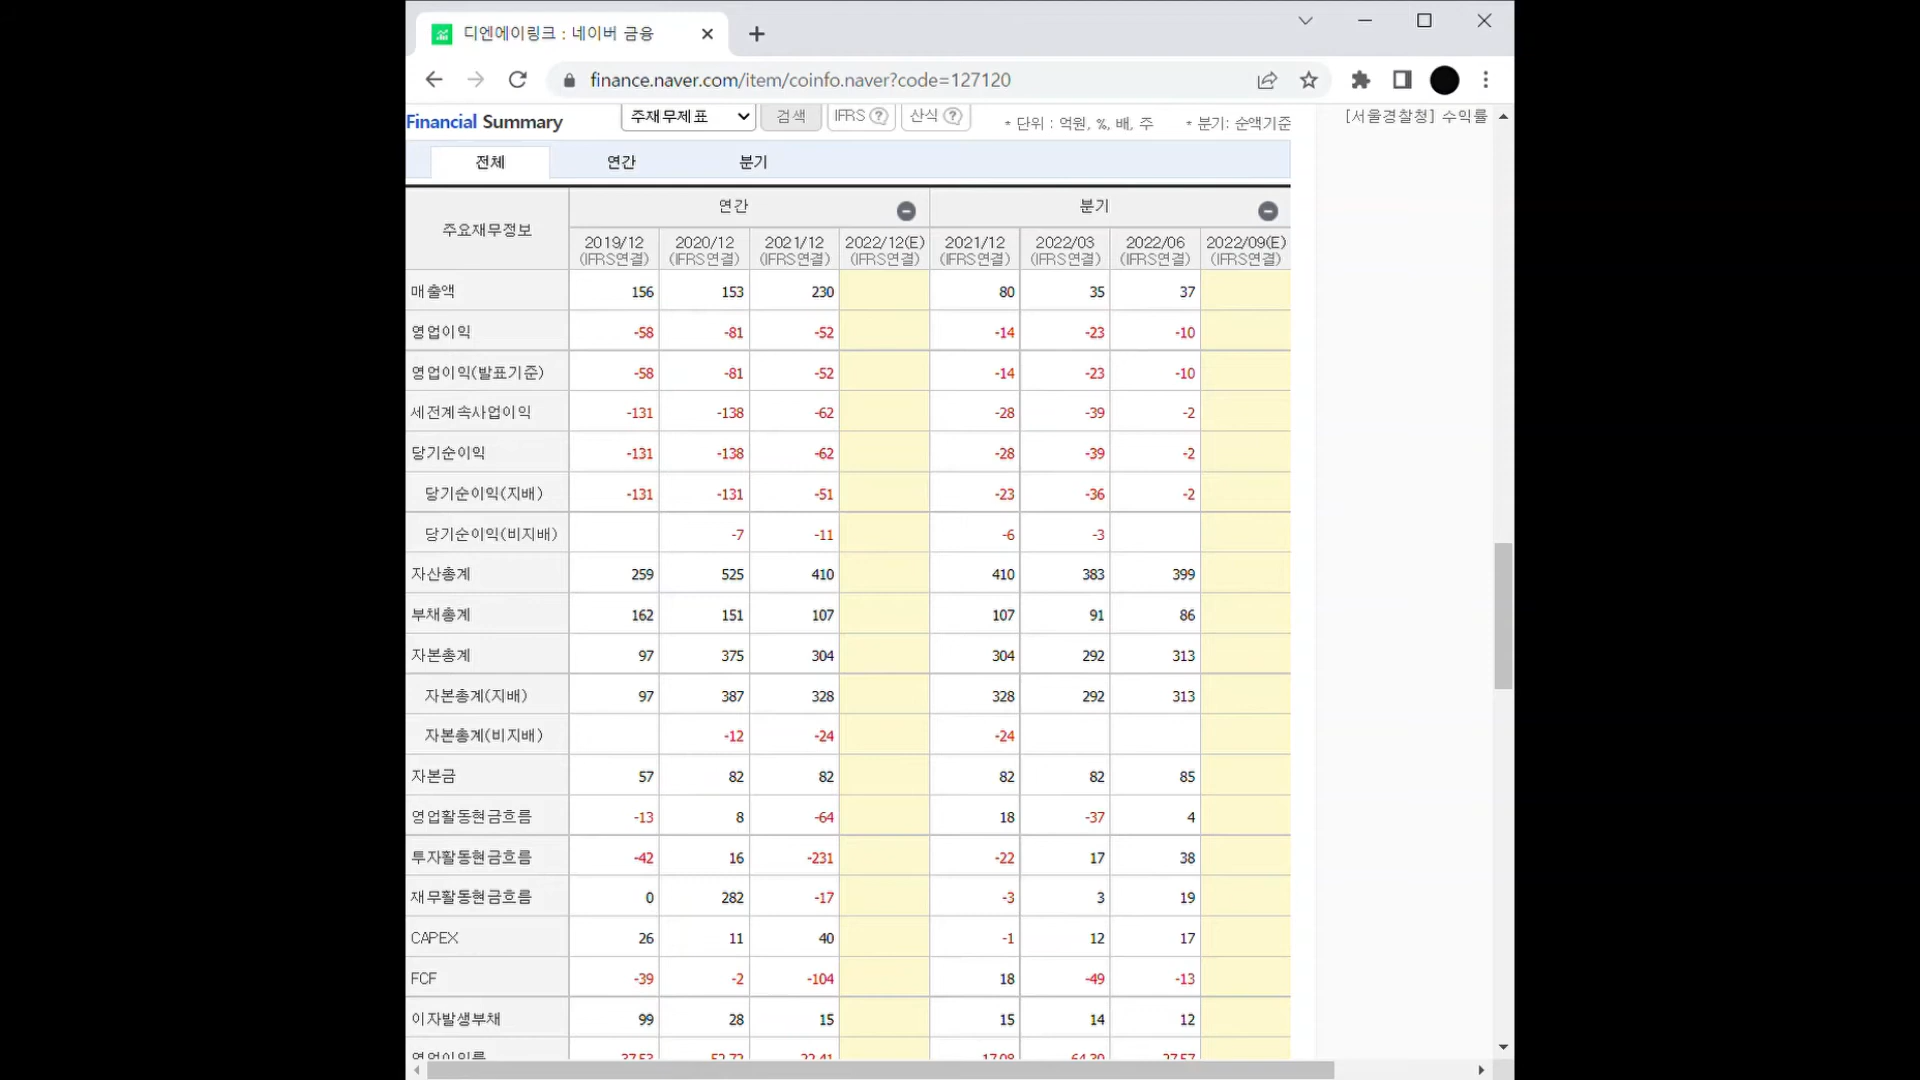 디엔에이링크 : 네이버 금융
finance.naver.com/item/coinfo.naver?code=127120
Financial Summary 주재무제표 검색 IFRS ? 산식 ? * 단위 : 억원, %, 배, 주 * 분기: 순액기준 [서울경찰청] 수익률
전체 연간 분기
주요재무정보 연간 분기
2019/12 2020/12 2021/12 2022/12(E) 2021/12 2022/03 2022/06 2022/09(E)
(IFRS연결) (IFRS연결) (IFRS연결) (IFRS연결) (IFRS연결) (IFRS연결) (IFRS연결) (IFRS연결)
매출액 156 153 230 80 35 37
영업이익 -58 -81 -52 -14 -23 -10
영업이익(발표기준) -58 -81 -52 -14 -23 -10
세전계속사업이익 -131 -138 -62 -28 -39 -2
당기순이익 -131 -138 -62 -28 -39 -2
당기순이익(지배) -131 -131 -51 -23 -36 -2
당기순이익(비지배) -7 -11 -6 -3
자산총계 259 525 410 410 383 399
부채총계 162 151 107 107 91 86
자본총계 97 375 304 304 292 313
자본총계(지배) 97 387 328 328 292 313
자본총계(비지배) -12 -24 -24
자본금 57 82 82 82 82 85
영업활동현금흐름 -13 8 -64 18 -37 4
투자활동현금흐름 -42 16 -231 -22 17 38
재무활동현금흐름 0 282 -17 -3 3 19
CAPEX 26 11 40 -1 12 17
FCF -39 -2 -104 18 -49 -13
이자발생부채 99 28 15 15 14 12
영업이익률